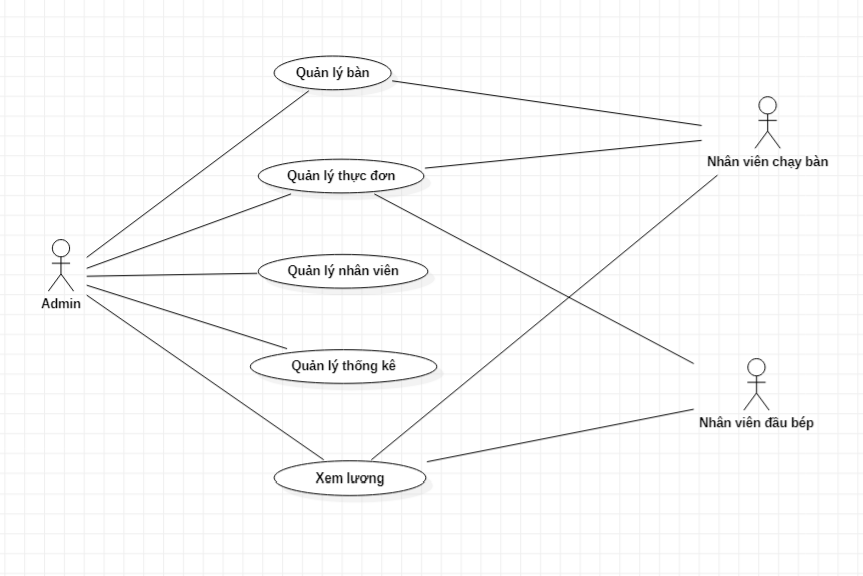 Quản lý bàn
Nhân viên chạy bàn
Quản lý thực đơn
Quản lý nhân viên
Admin
Quản lý thống kê
Nhân viên đầu bép
Xem lương